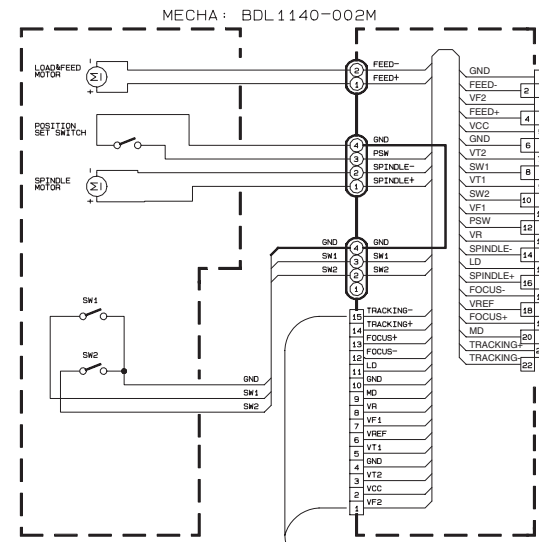 MECHA: BDL1140-002M
LOAD&FEED
MOTOR
-
+
POSITION
SET SWITCH
SPINDLE
MOTOR
-
+
2 FEED-
1 FEED+
4 GND
3 PSW
2 SPINDLE-
1 SPINDLE+
GND 4 GND
SW1 3 SW1
SW2 2 SW2
1
SW1
SW2
GND
SW1
SW2
15 TRACKING-
14 TRACKING+
13 FOCUS+
12 FOCUS-
11 LD
10 GND
9 MD
8 VR
7 VF1
6 VREF
5 VT1
4 GND
3 VT2
2 VCC
1 VF2
GND
FEED- 2
VF2
FEED+ 4
VCC
GND 6
VT2
SW1 8
VT1
SW2 10
VF1
PSW 12
VR
SPINDLE- 14
LD
SPINDLE+ 16
FOCUS-
VREF 18
FOCUS+
MD 20
TRACKING+
TRACKING- 22